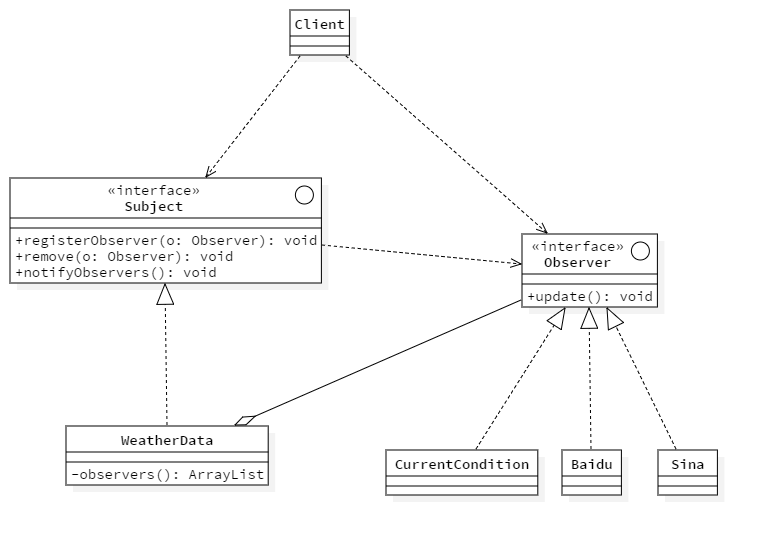 Client
«interface»
Subject
+registerObserver(o: Observer): void
+remove(o: Observer): void
+notifyObservers(): void
«interface»
Observer
+update(): void
WeatherData
-observers(): ArrayList
CurrentCondition
Baidu
Sina